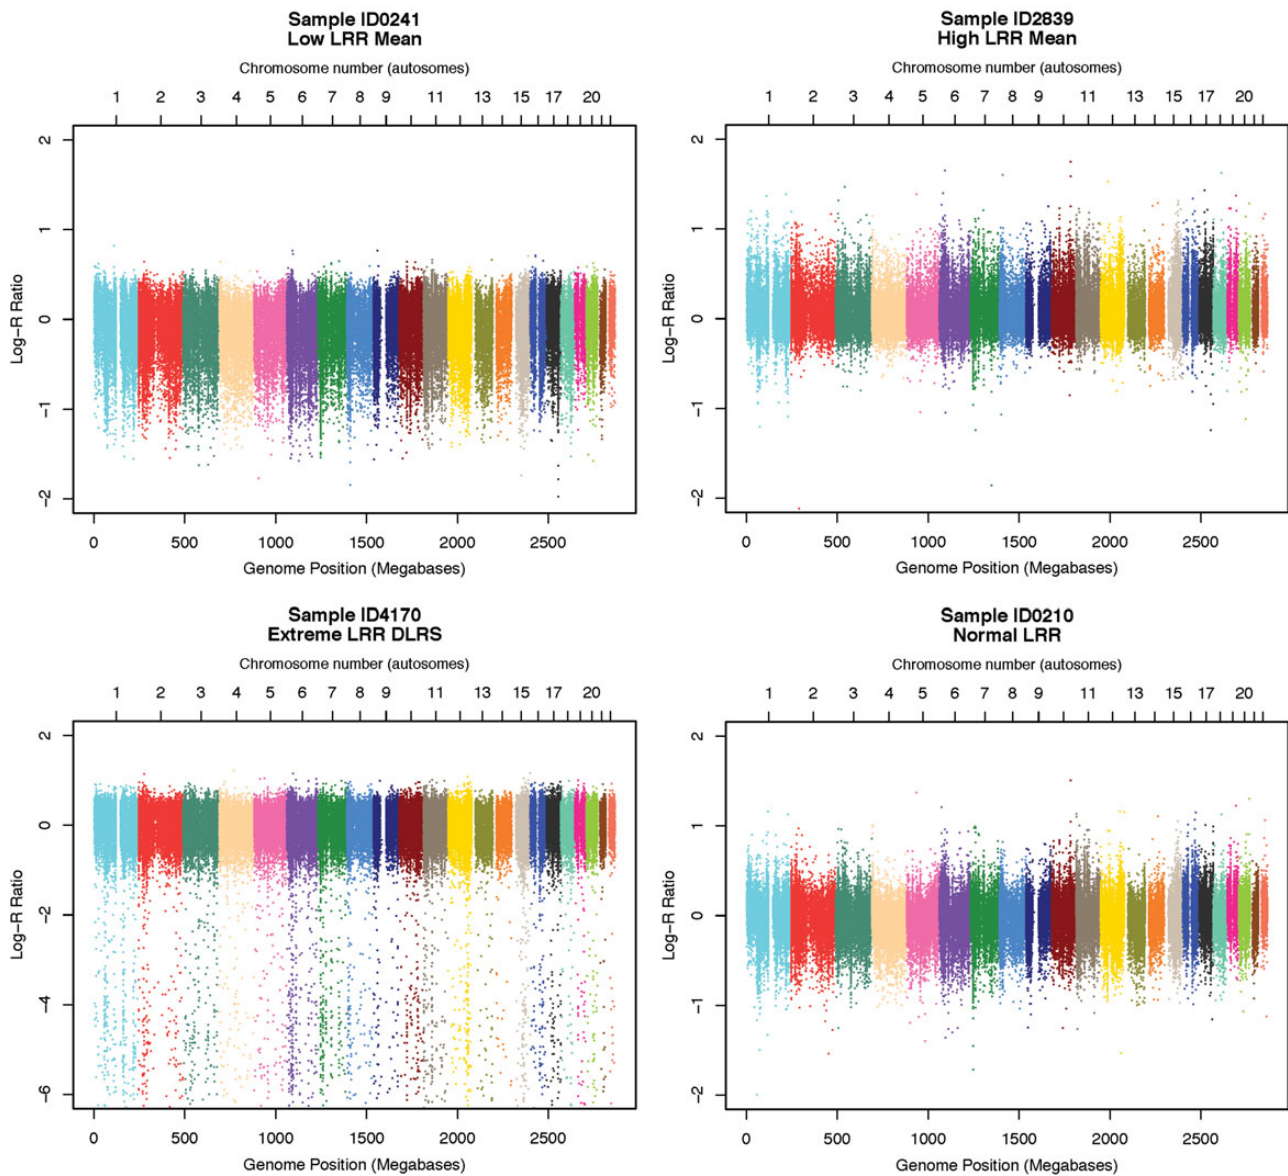 Sample ID0241
Low LRR Mean
Chromosome number (autosomes)
1 2 3 4 5 6 7 8 9 11 13 15 17 20
2
1
0
−1
−2
Log−R Ratio
0 500 1000 1500 2000 2500
Genome Position (Megabases)
Sample ID2839
High LRR Mean
Chromosome number (autosomes)
1 2 3 4 5 6 7 8 9 11 13 15 17 20
2
1
0
−1
−2
Log−R Ratio
0 500 1000 1500 2000 2500
Genome Position (Megabases)
Sample ID4170
Extreme LRR DLRS
Chromosome number (autosomes)
1 2 3 4 5 6 7 8 9 11 13 15 17 20
2
0
−2
−4
−6
Log−R Ratio
0 500 1000 1500 2000 2500
Genome Position (Megabases)
Sample ID0210
Normal LRR
Chromosome number (autosomes)
1 2 3 4 5 6 7 8 9 11 13 15 17 20
2
1
0
−1
−2
Log−R Ratio
0 500 1000 1500 2000 2500
Genome Position (Megabases)